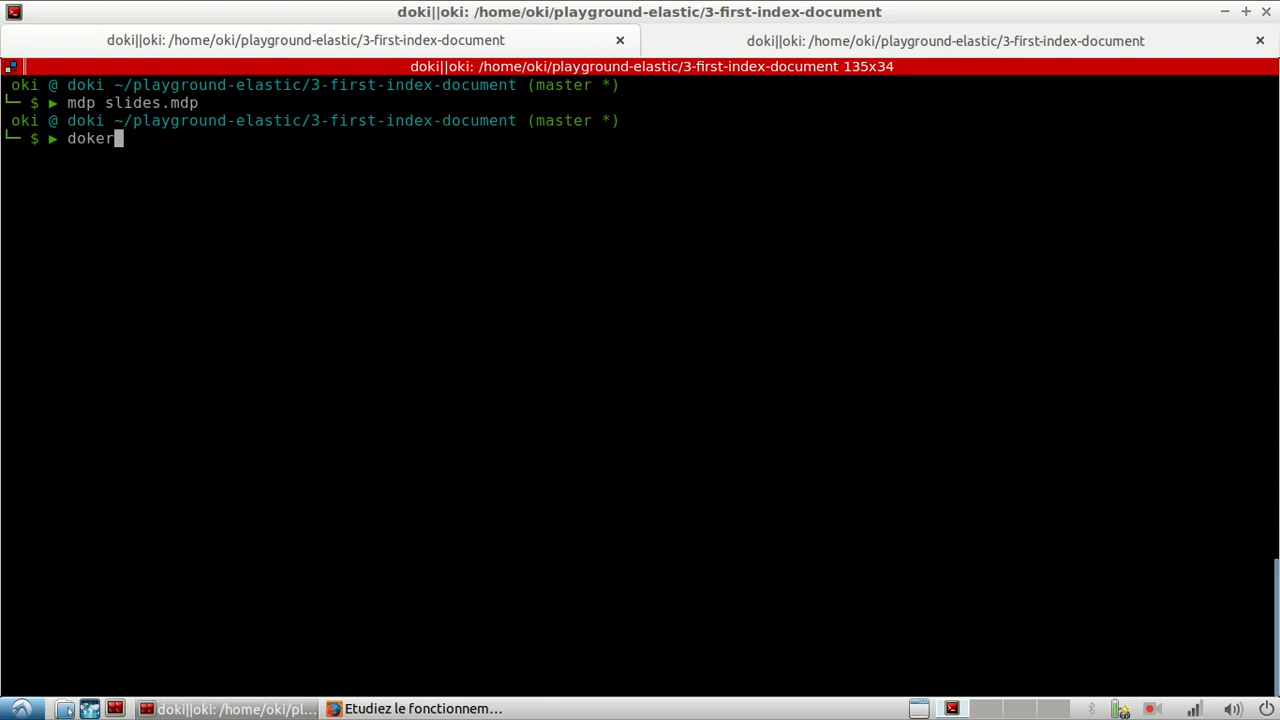 doki||oki: /home/oki/playground-elastic/3-first-index-document
doki||oki: /home/oki/playground-elastic/3-first-index-document
doki||oki: /home/oki/playground-elastic/3-first-index-document
doki||oki: /home/oki/playground-elastic/3-first-index-document 135x34
oki @ doki ~/playground-elastic/3-first-index-document (master *)
└─ $ ▶ mdp slides.mdp
oki @ doki ~/playground-elastic/3-first-index-document (master *)
└─ $ ▶ doker
doki||oki: /home/oki/pl...
Etudiez le fonctionnem...